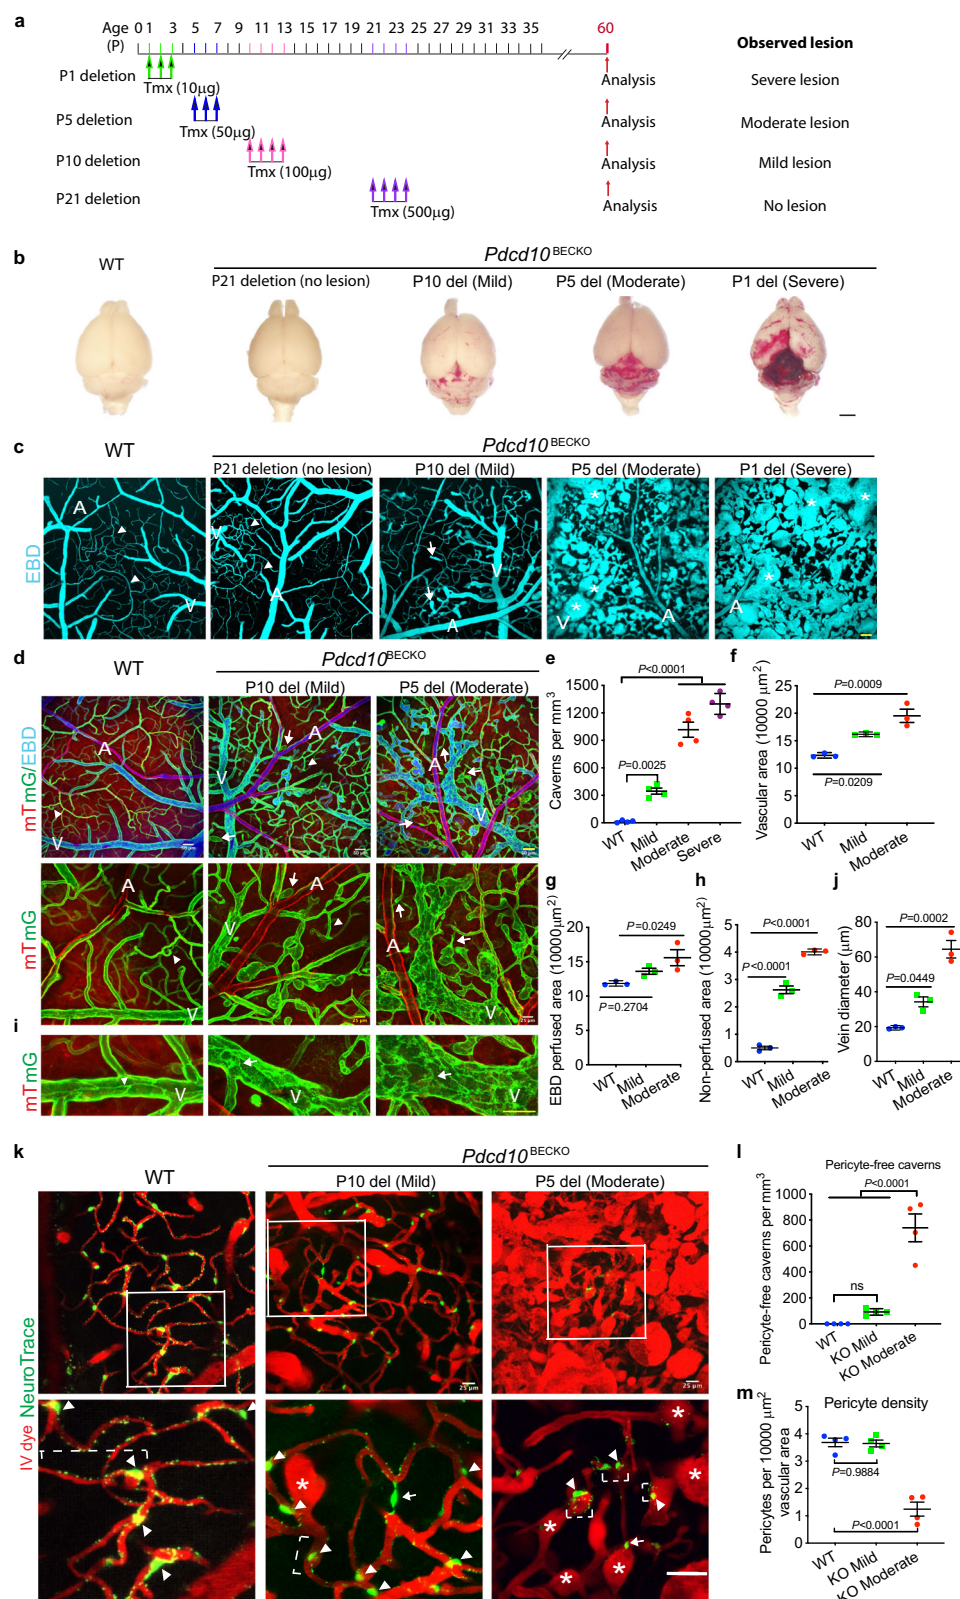 a
Age (P) 0 1 3 5 7 9 11 13 15 17 19 21 23 25 27 29 31 33 35 60 Observed lesion
P1 deletion Tmx (10µg) Analysis Severe lesion
P5 deletion Tmx (50µg) Analysis Moderate lesion
P10 deletion Tmx (100µg) Analysis Mild lesion
P21 deletion Tmx (500µg) Analysis No lesion
b
WT Pdcd10BECKO
P21 deletion (no lesion) P10 del (Mild) P5 del (Moderate) P1 del (Severe)
c
WT Pdcd10BECKO
P21 deletion (no lesion) P10 del (Mild) P5 del (Moderate) P1 del (Severe)
EBD
A V
V A
V A
* * * V A
* * * A
d
WT Pdcd10BECKO
P10 del (Mild) P5 del (Moderate)
mTmG/EBD
A V
A V
A V
mTmG
A V
A V
25 µm
A V
25 µm
i
mTmG
V
V
V
e
P<0.0001
P=0.0025
Caverns per mm3
1500
1200
900
600
300
0
WT Mild Moderate Severe
f
P=0.0009
P=0.0209
Vascular area (10000 µm2)
20
15
10
5
0
WT Mild Moderate
g
P=0.0249
P=0.2704
EBD perfused area (10000µm2)
20
15
10
5
0
WT Mild Moderate
h
P<0.0001
P<0.0001
Non-perfused area (10000µm2)
5
4
3
2
1
0
WT Mild Moderate
j
P=0.0002
P=0.0449
Vein diameter (µm)
80
60
40
20
0
WT Mild Moderate
k
WT Pdcd10BECKO
P10 del (Mild) P5 del (Moderate)
IV dye NeuroTrace
25 µm
25 µm
*
* * * * *
l
Pericyte-free caverns
P<0.0001
ns
Pericyte-free caverns per mm3
1000
800
600
400
200
0
WT KO Mild KO Moderate
m
Pericyte density
P=0.9884
P<0.0001
Pericytes per 10000 µm2
vascular area
5
4
3
2
1
0
WT KO Mild KO Moderate